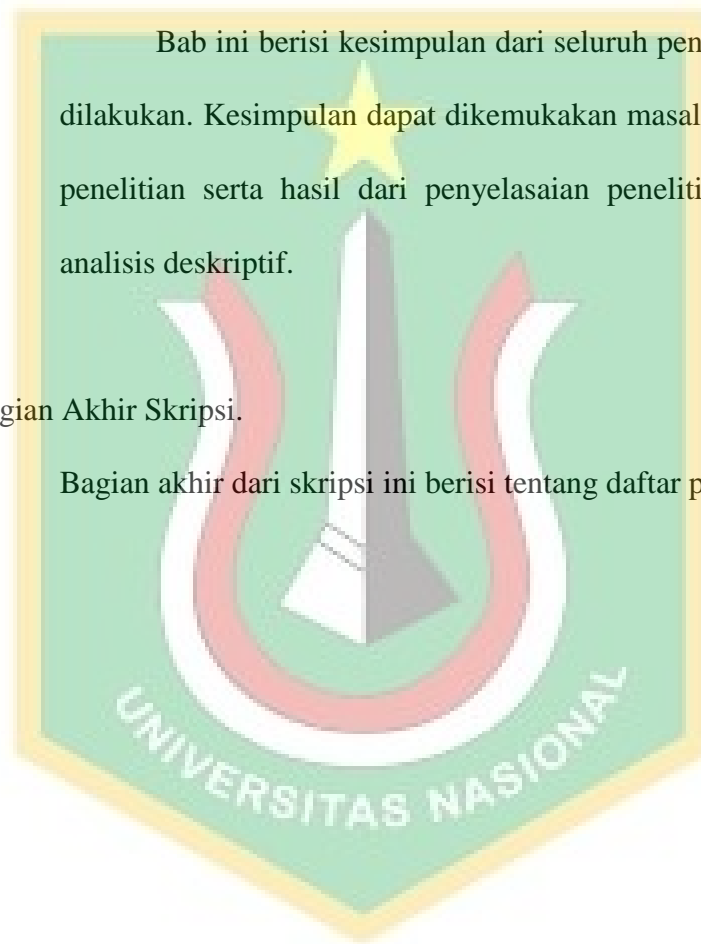 Bab ini berisi kesimpulan dari seluruh pen
dilakukan. Kesimpulan dapat dikemukakan masal
penelitian serta hasil dari penyelasaian peneliti
analisis deskriptif.
gian Akhir Skripsi.
Bagian akhir dari skripsi ini berisi tentang daftar p
UNIVERSITAS NASIONAL